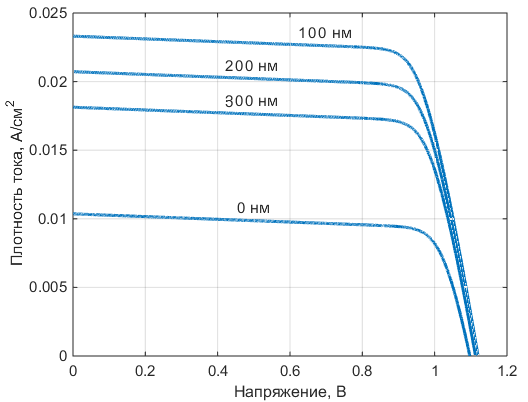 0.025
0.02
0.015
0.01
0.005
0
Плотность тока, А/см2
100 нм
200 нм
300 нм
0 нм
0 0.2 0.4 0.6 0.8 1 1.2
Напряжение, В